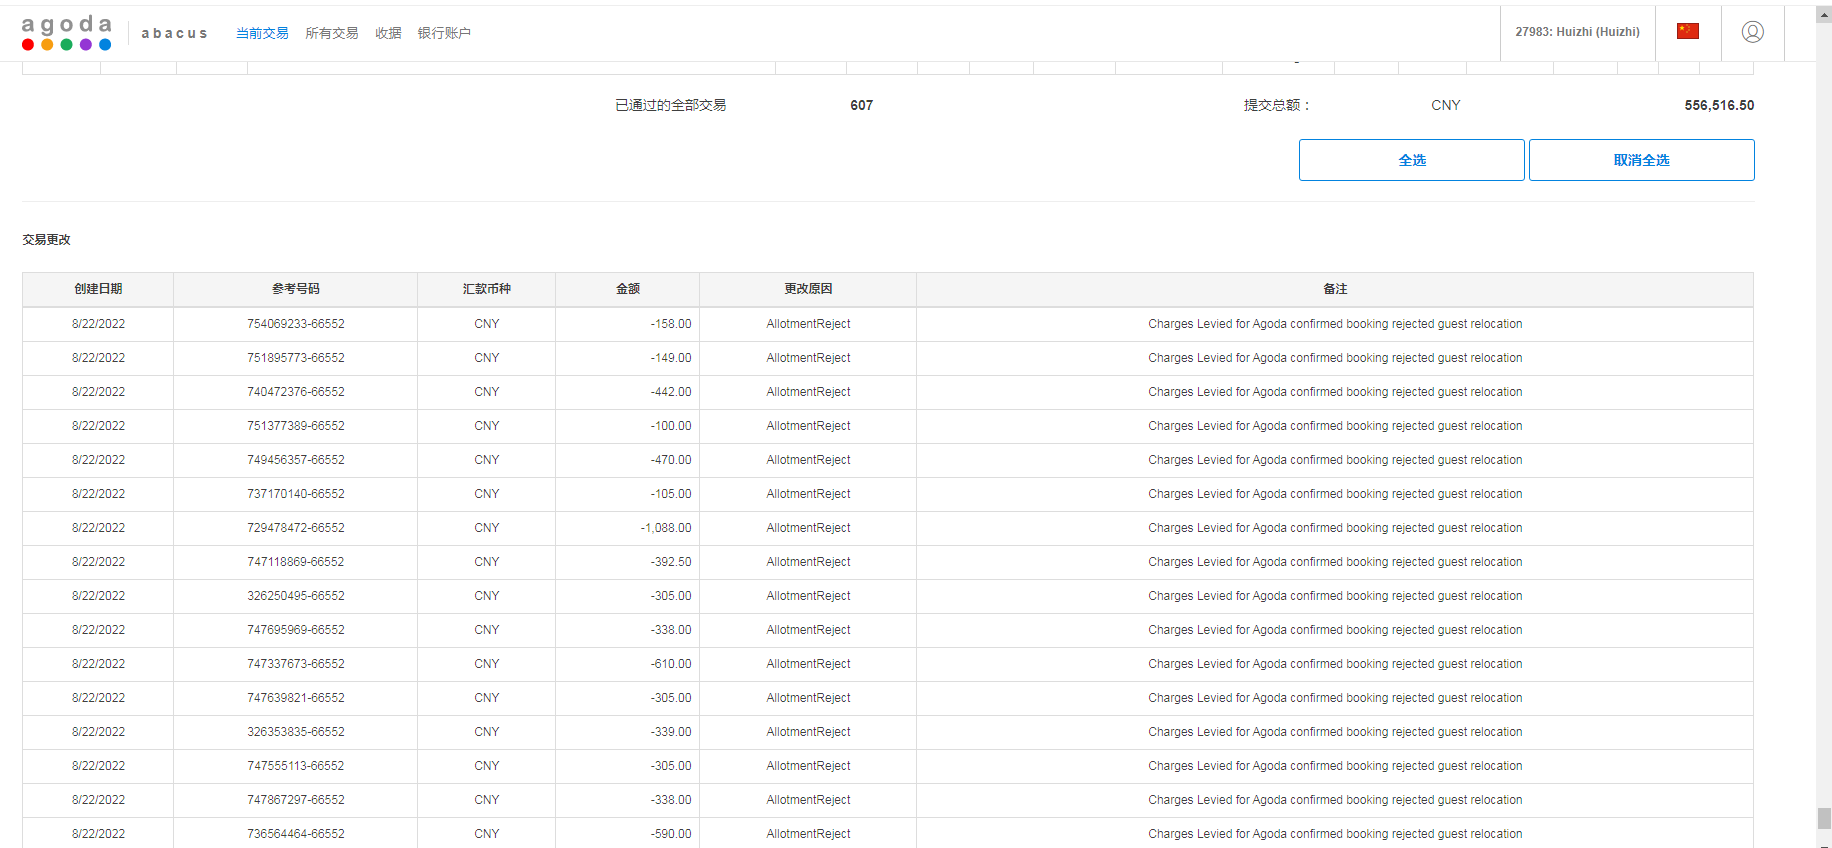 agoda abacus 当前交易 所有交易 收据 银行账户 27983: Huizhi (Huizhi)
已通过的全部交易 607 提交总额： CNY 556,516.50
全选 取消全选
交易更改
创建日期 参考号码 汇款币种 金额 更改原因 备注
8/22/2022 754069233-66552 CNY -158.00 AllotmentReject Charges Levied for Agoda confirmed booking rejected guest relocation
8/22/2022 751895773-66552 CNY -149.00 AllotmentReject Charges Levied for Agoda confirmed booking rejected guest relocation
8/22/2022 740472376-66552 CNY -442.00 AllotmentReject Charges Levied for Agoda confirmed booking rejected guest relocation
8/22/2022 751377389-66552 CNY -100.00 AllotmentReject Charges Levied for Agoda confirmed booking rejected guest relocation
8/22/2022 749456357-66552 CNY -470.00 AllotmentReject Charges Levied for Agoda confirmed booking rejected guest relocation
8/22/2022 737170140-66552 CNY -105.00 AllotmentReject Charges Levied for Agoda confirmed booking rejected guest relocation
8/22/2022 729478472-66552 CNY -1,088.00 AllotmentReject Charges Levied for Agoda confirmed booking rejected guest relocation
8/22/2022 747118869-66552 CNY -392.50 AllotmentReject Charges Levied for Agoda confirmed booking rejected guest relocation
8/22/2022 326250495-66552 CNY -305.00 AllotmentReject Charges Levied for Agoda confirmed booking rejected guest relocation
8/22/2022 747695969-66552 CNY -338.00 AllotmentReject Charges Levied for Agoda confirmed booking rejected guest relocation
8/22/2022 747337673-66552 CNY -610.00 AllotmentReject Charges Levied for Agoda confirmed booking rejected guest relocation
8/22/2022 747639821-66552 CNY -305.00 AllotmentReject Charges Levied for Agoda confirmed booking rejected guest relocation
8/22/2022 326353835-66552 CNY -339.00 AllotmentReject Charges Levied for Agoda confirmed booking rejected guest relocation
8/22/2022 747555113-66552 CNY -305.00 AllotmentReject Charges Levied for Agoda confirmed booking rejected guest relocation
8/22/2022 747867297-66552 CNY -338.00 AllotmentReject Charges Levied for Agoda confirmed booking rejected guest relocation
8/22/2022 736564464-66552 CNY -590.00 AllotmentReject Charges Levied for Agoda confirmed booking rejected guest relocation